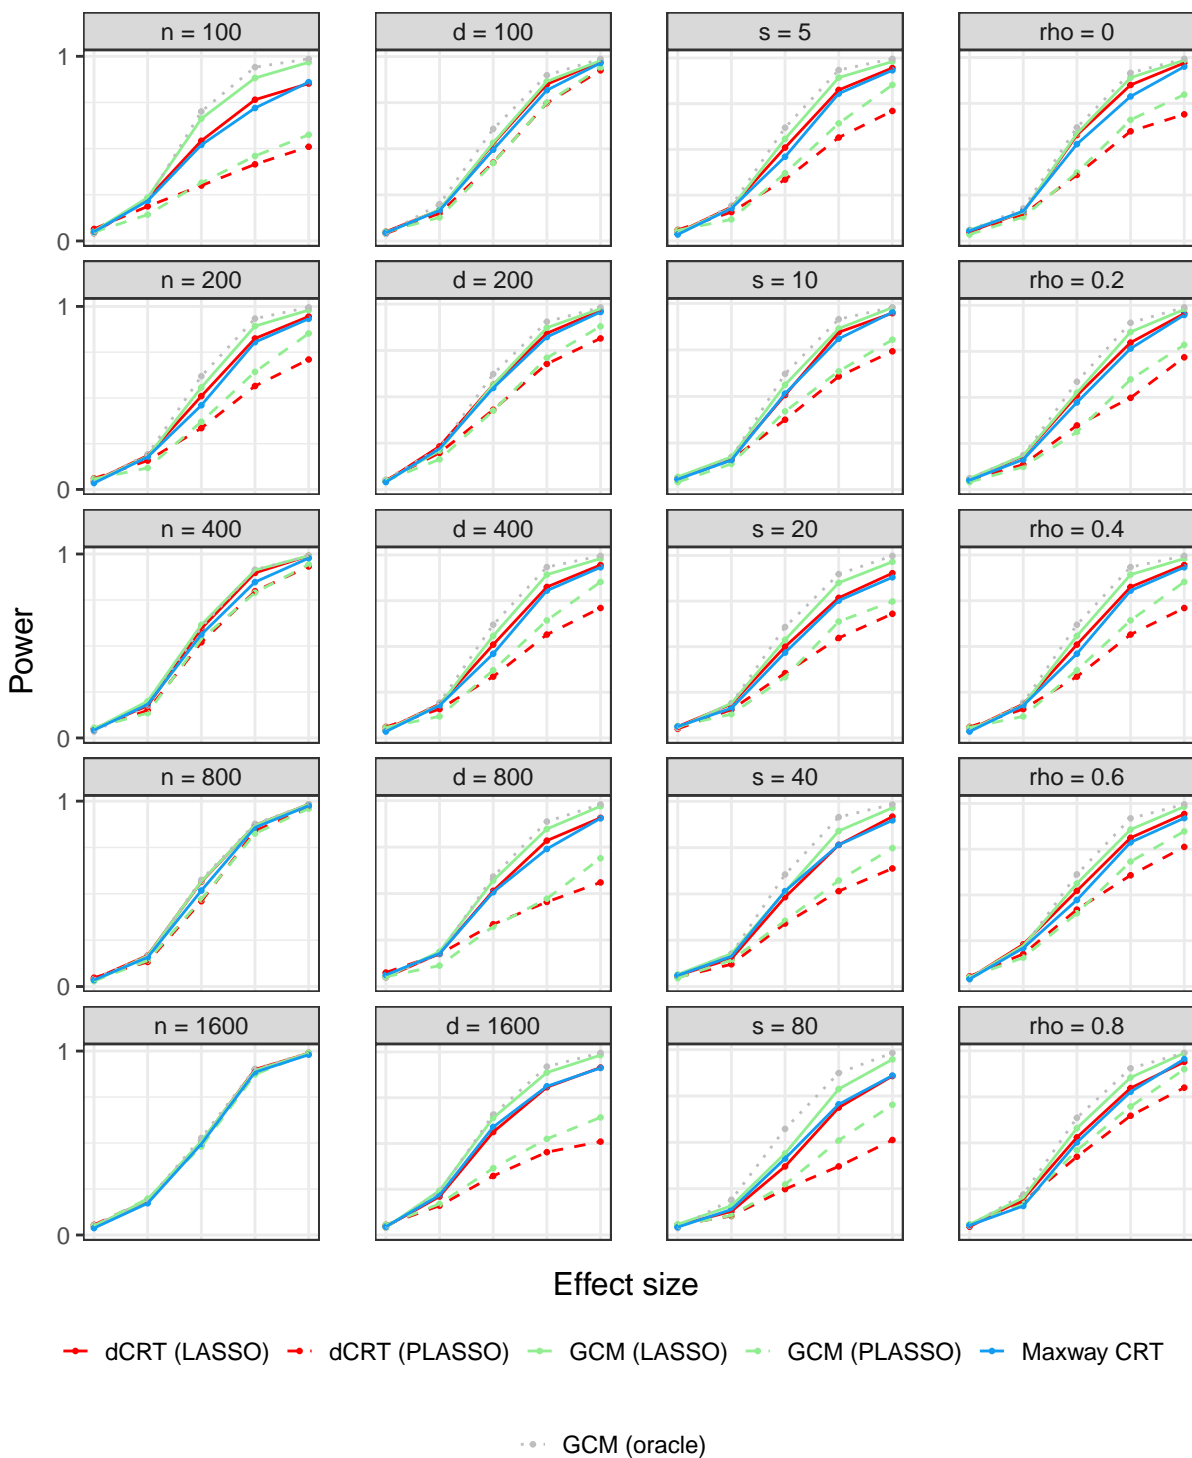 n = 100 d = 100 s = 5 rho = 0
1
0
n = 200 d = 200 s = 10 rho = 0.2
1
0
n = 400 d = 400 s = 20 rho = 0.4
1
0
Power
n = 800 d = 800 s = 40 rho = 0.6
1
0
n = 1600 d = 1600 s = 80 rho = 0.8
1
0
Effect size
dCRT (LASSO) dCRT (PLASSO) GCM (LASSO) GCM (PLASSO) Maxway CRT
GCM (oracle)